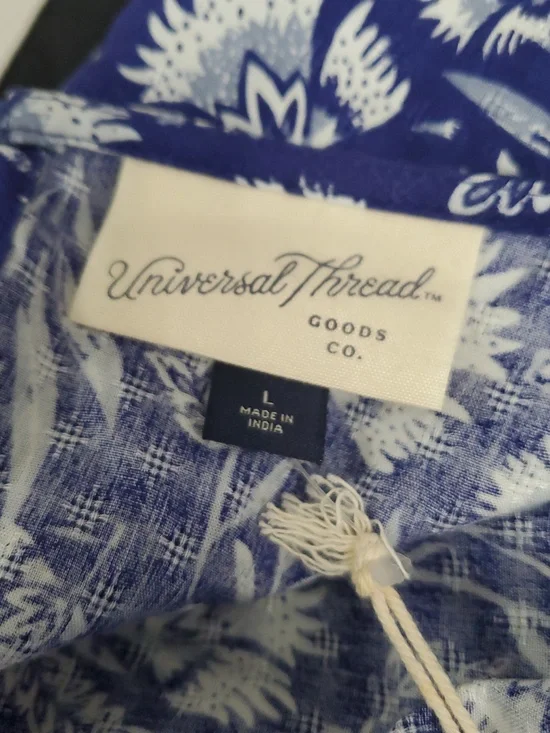 Universal Thread™
GOODS
CO.
L
MADE IN
INDIA